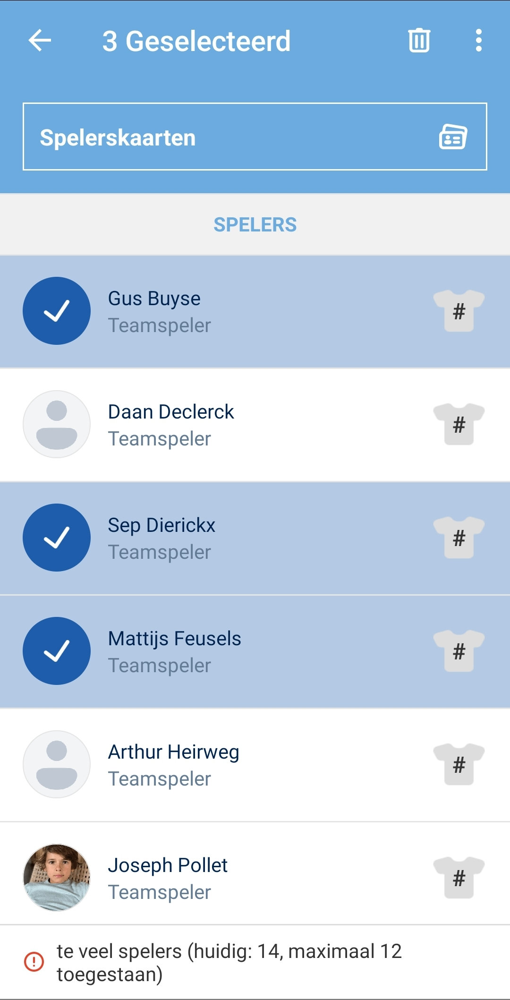 3 Geselecteerd
Spelerskaarten
SPELERS
Gus Buyse
Teamspeler
#
Daan Declerck
Teamspeler
#
Sep Dierickx
Teamspeler
#
Mattijs Feusels
Teamspeler
#
Arthur Heirweg
Teamspeler
#
Joseph Pollet
Teamspeler
#
te veel spelers (huidig: 14, maximaal 12
toegestaan)